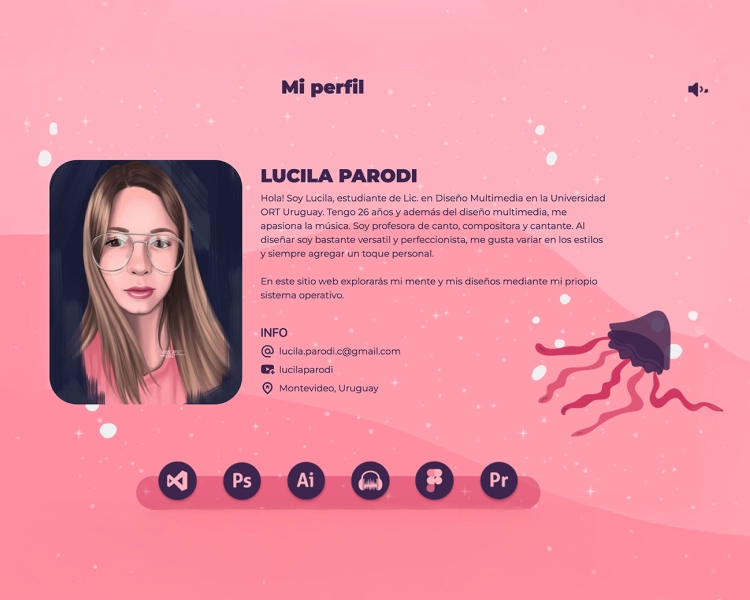 Mi perfil
LUCILA PARODI
Hola! Soy Lucila, estudiante de Lic. en Diseño Multimedia en la Universidad
ORT Uruguay. Tengo 26 años y además del diseño multimedia, me
apasiona la música. Soy profesora de canto, compositora y cantante. Al
diseñar soy bastante versatil y perfeccionista, me gusta variar en los estilos
y siempre agregar un toque personal.
En este sitio web explorarás mi mente y mis diseños mediante mi priopio
sistema operativo.
INFO
lucila.parodi.c@gmail.com
lucilaparodi
Montevideo, Uruguay
Ps Ai Pr